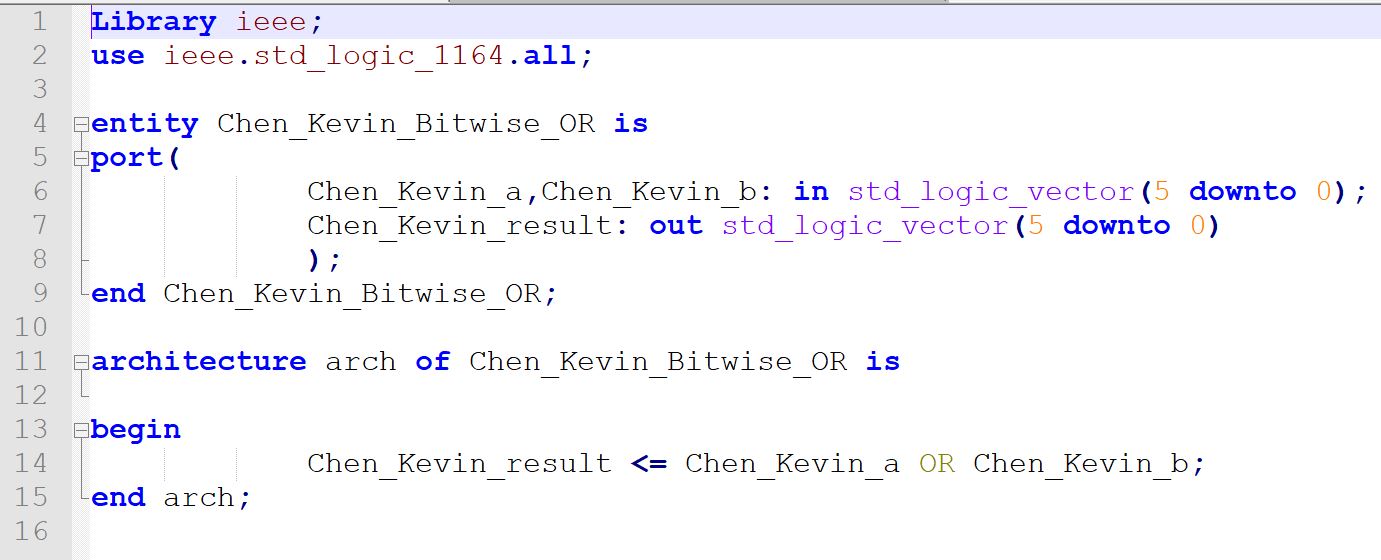 1 Library ieee;
2 use ieee.std_logic_1164.all;
3
4 entity Chen_Kevin_Bitwise_OR is
5 port(
6 Chen_Kevin_a,Chen_Kevin_b: in std_logic_vector(5 downto 0);
7 Chen_Kevin_result: out std_logic_vector(5 downto 0)
8 );
9 end Chen_Kevin_Bitwise_OR;
10
11 architecture arch of Chen_Kevin_Bitwise_OR is
12
13 begin
14 Chen_Kevin_result <= Chen_Kevin_a OR Chen_Kevin_b;
15 end arch;
16